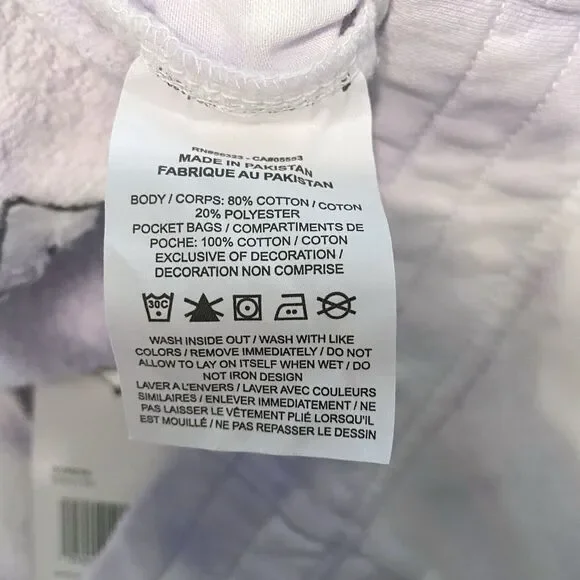 MADE IN PAKISTAN
FABRIQUE AU PAKISTAN
BODY / CORPS: 80% COTTON / COTON
20% POLYESTER
POCKET BAGS / COMPARTIMENTS DE
POCHE: 100% COTTON / COTON
EXCLUSIVE OF DECORATION /
DECORATION NON COMPRISE
30C
WASH INSIDE OUT / WASH WITH LIKE
COLORS / REMOVE IMMEDIATELY / DO NOT
ALLOW TO LAY ON ITSELF WHEN WET / DO
NOT IRON DESIGN
LAVER A L'ENVERS / LAVER AVEC COULEURS
SIMILAIRES / ENLEVER IMMEDIATEMENT / NE
PAS LAISSER LE VÊTEMENT PLIÉ LORSQU'IL
EST MOUILLÉ / NE PAS REPASSER LE DESSIN